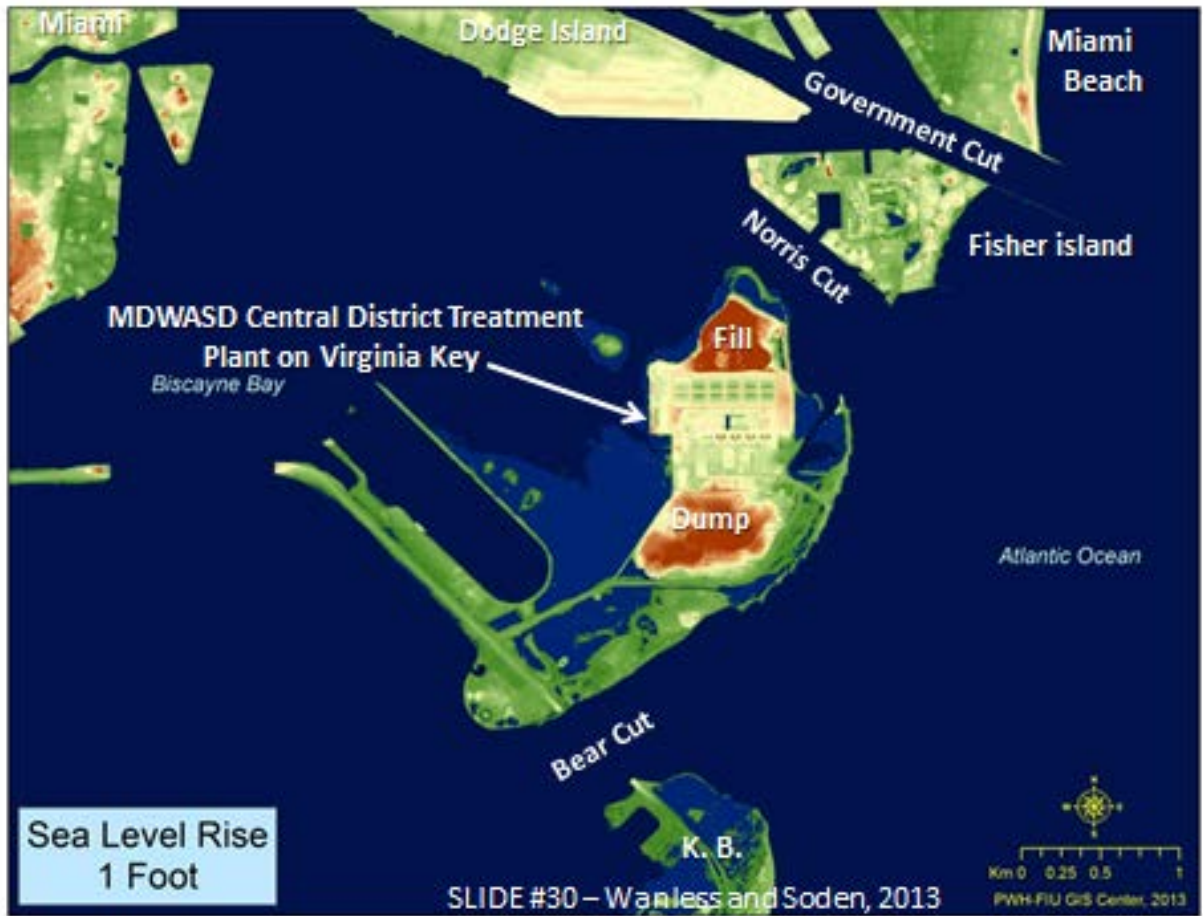 Miami
Dodge Island
Miami
Beach
Government Cut
Norris Cut
Fisher island
MDWASD Central District Treatment
Plant on Virginia Key
Fill
Biscayne Bay
Dump
Atlantic Ocean
Bear Cut
Sea Level Rise
1 Foot
K. B.
N
W
E
S
Km 0 0.25 0.5 1
SLIDE #30 – Wanless and Soden, 2013
PWH-FIU GIS Center, 2013